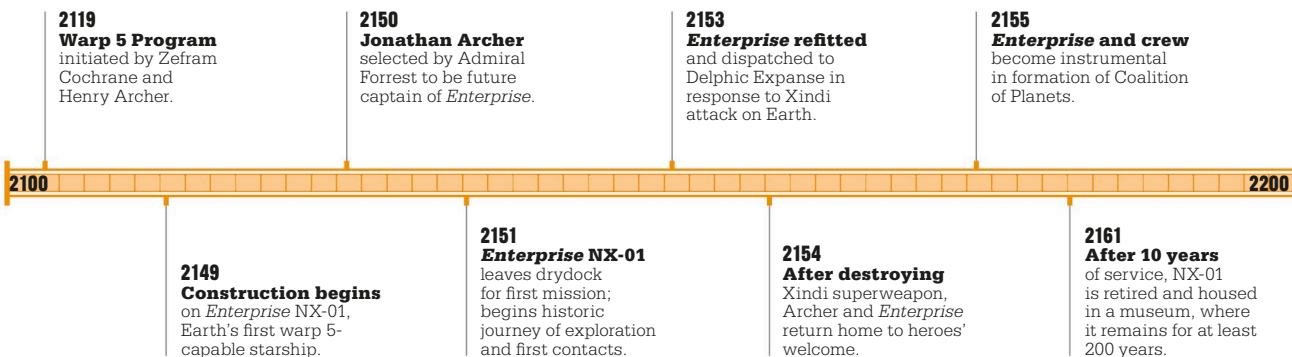 2119
Warp 5 Program
initiated by Zefram
Cochrane and
Henry Archer.
2150
Jonathan Archer
selected by Admiral
Forrest to be future
captain of Enterprise.
2153
Enterprise refitted
and dispatched to
Delphic Expanse in
response to Xindi
attack on Earth.
2155
Enterprise and crew
become instrumental
in formation of Coalition
of Planets.
2100
2200
2149
Construction begins
on Enterprise NX-01,
Earth’s first warp 5-
capable starship.
2151
Enterprise NX-01
leaves drydock
for first mission;
begins historic
journey of exploration
and first contacts.
2154
After destroying
Xindi superweapon,
Archer and Enterprise
return home to heroes’
welcome.
2161
After 10 years
of service, NX-01
is retired and housed
in a museum, where
it remains for at least
200 years.